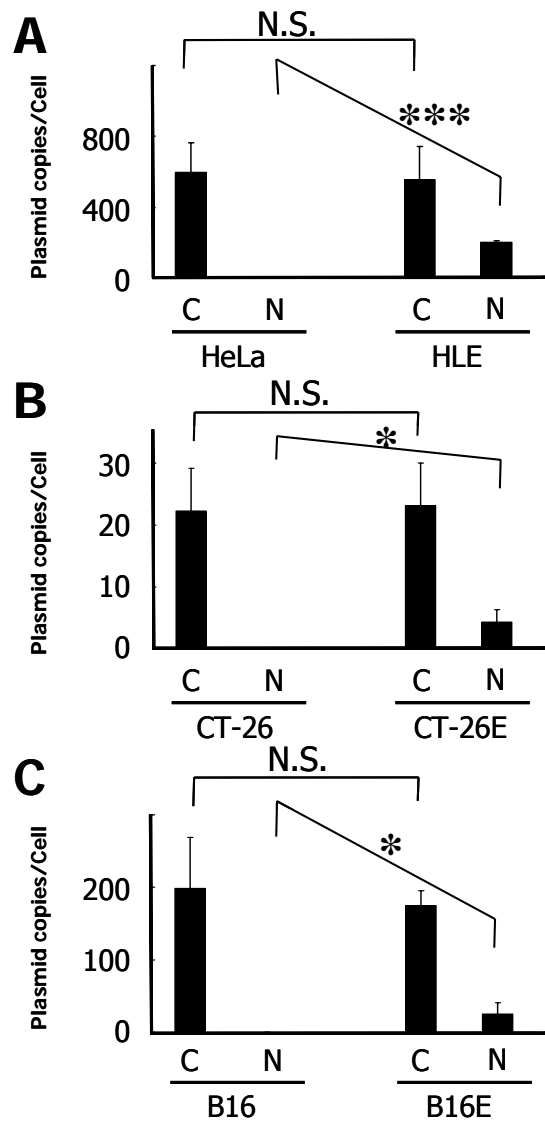 A
N.S.
***
Plasmid copies/Cell
800
400
0
C N C N
HeLa HLE
B
N.S.
*
Plasmid copies/Cell
30
20
10
0
C N C N
CT-26 CT-26E
C
N.S.
*
Plasmid copies/Cell
200
100
0
C N C N
B16 B16E